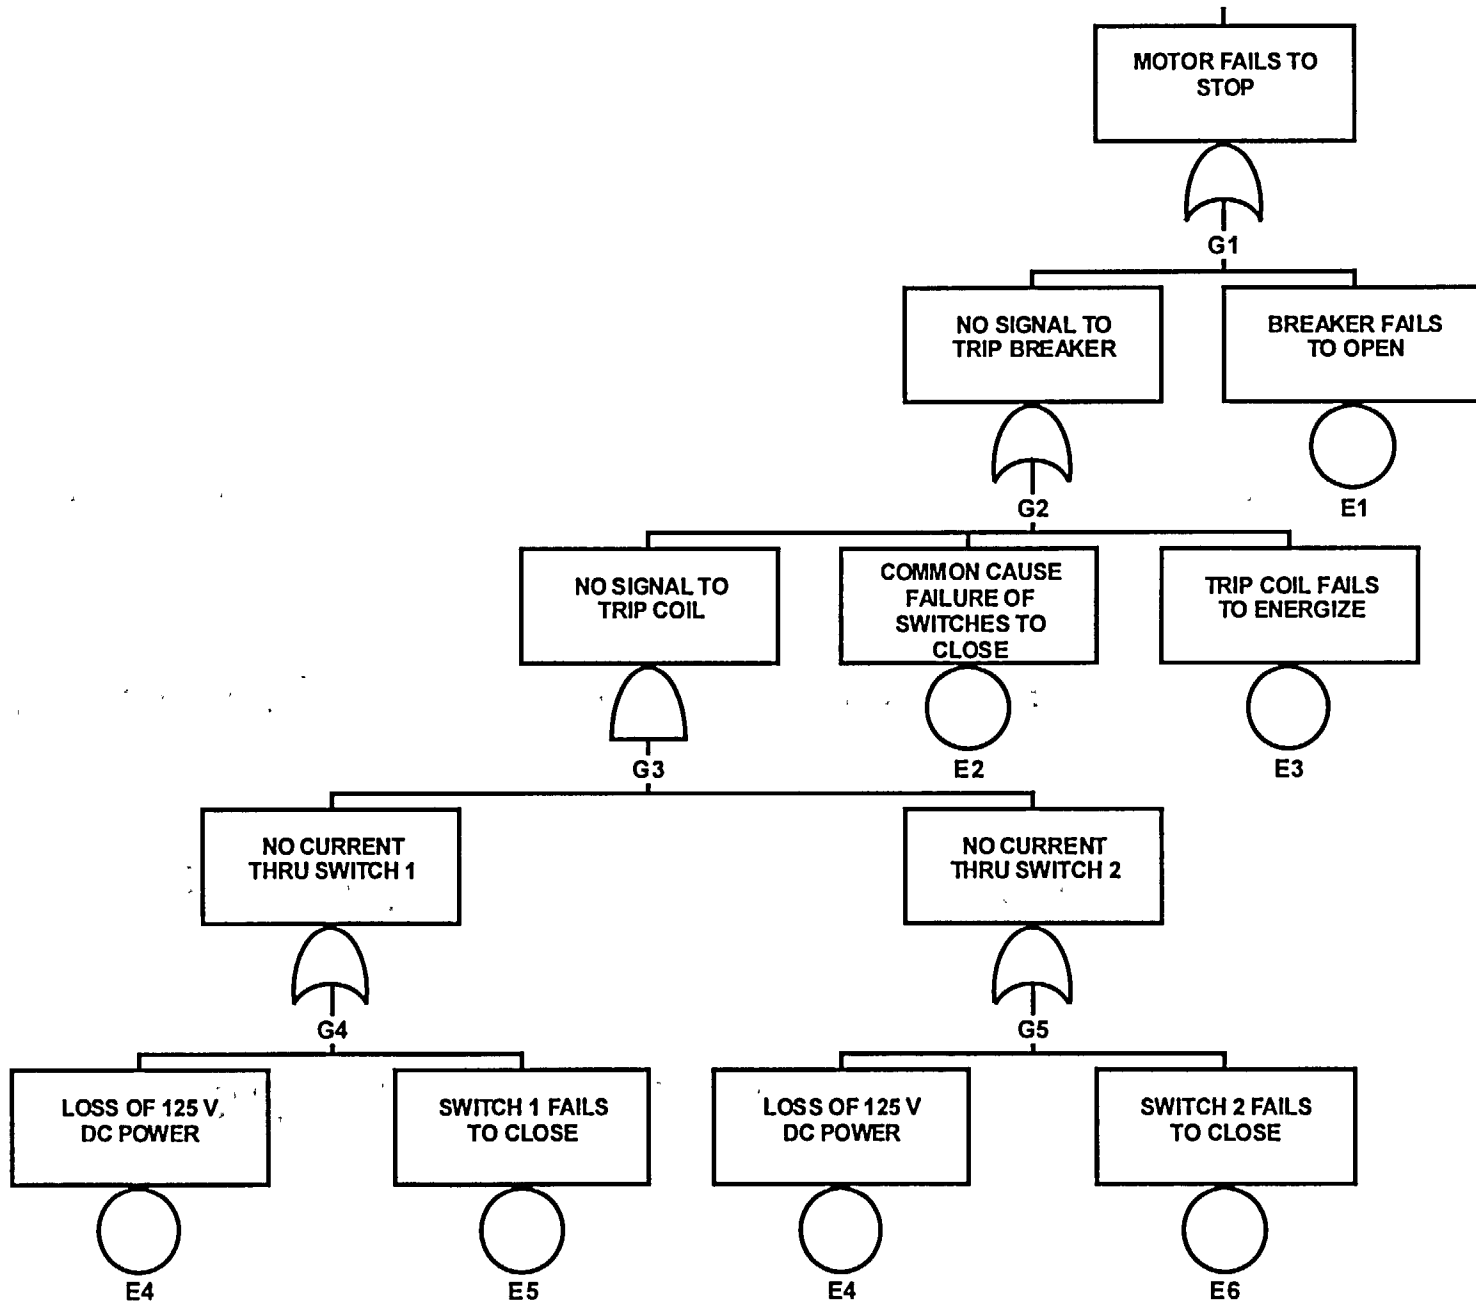 MOTOR FAILS TO
STOP
G1
NO SIGNAL TO
TRIP BREAKER
BREAKER FAILS
TO OPEN
G2
E1
NO SIGNAL TO
TRIP COIL
COMMON CAUSE
FAILURE OF
SWITCHES TO
CLOSE
TRIP COIL FAILS
TO ENERGIZE
G3
E2
E3
NO CURRENT
THRU SWITCH 1
NO CURRENT
THRU SWITCH 2
G4
G5
LOSS OF 125 V
DC POWER
SWITCH 1 FAILS
TO CLOSE
LOSS OF 125 V
DC POWER
SWITCH 2 FAILS
TO CLOSE
E4
E5
E4
E6